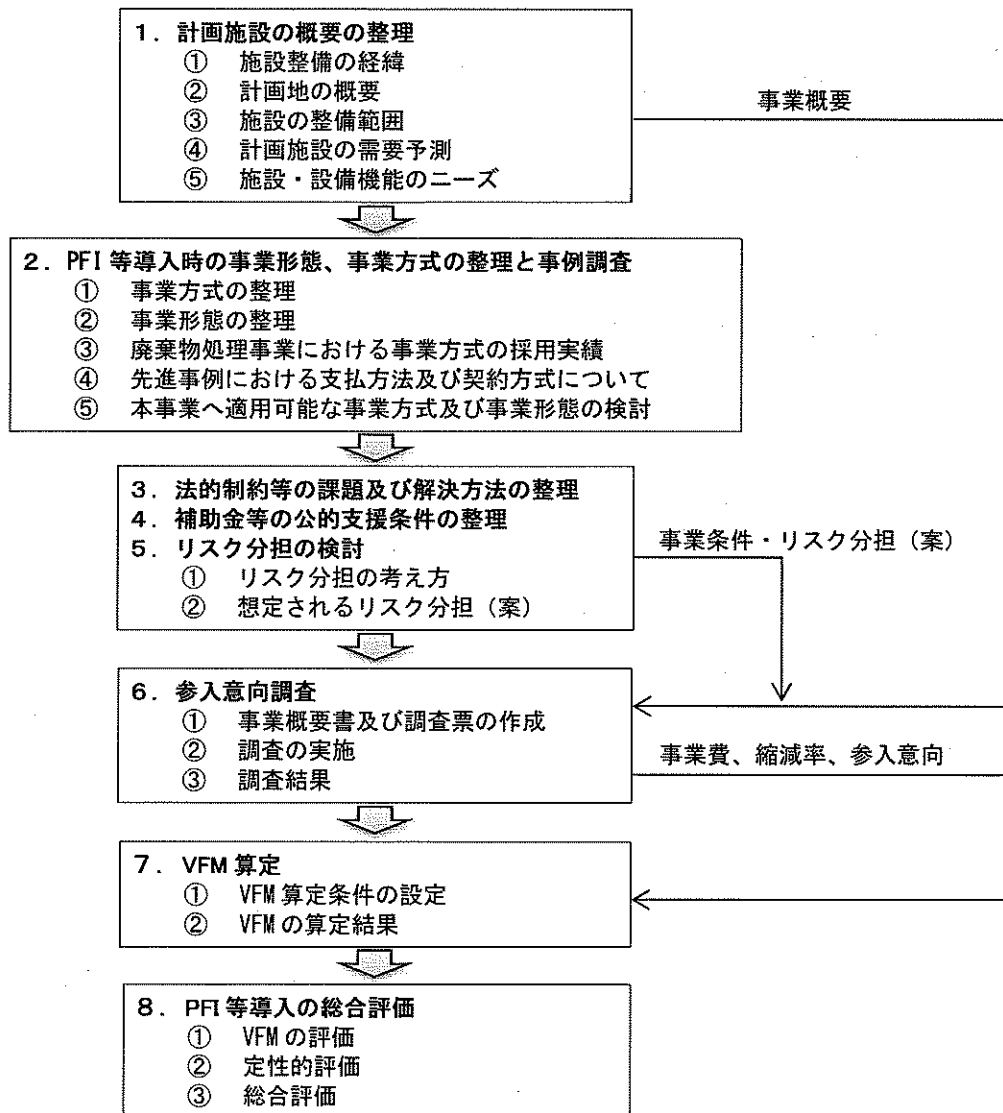 1．計画施設の概要の整理
① 施設整備の経緯
② 計画地の概要
③ 施設の整備範囲
④ 計画施設の需要予測
⑤ 施設・設備機能のニーズ
事業概要
2．PFI 等導入時の事業形態、事業方式の整理と事例調査
① 事業方式の整理
② 事業形態の整理
③ 廃棄物処理事業における事業方式の採用実績
④ 先進事例における支払方法及び契約方式について
⑤ 本事業へ適用可能な事業方式及び事業形態の検討
3．法的制約等の課題及び解決方法の整理
4．補助金等の公的支援条件の整理
5．リスク分担の検討
① リスク分担の考え方
② 想定されるリスク分担（案）
事業条件・リスク分担（案）
6．参入意向調査
① 事業概要書及び調査票の作成
② 調査の実施
③ 調査結果
事業費、縮減率、参入意向
7．VFM 算定
① VFM 算定条件の設定
② VFM の算定結果
8．PFI 等導入の総合評価
① VFM の評価
② 定性的評価
③ 総合評価